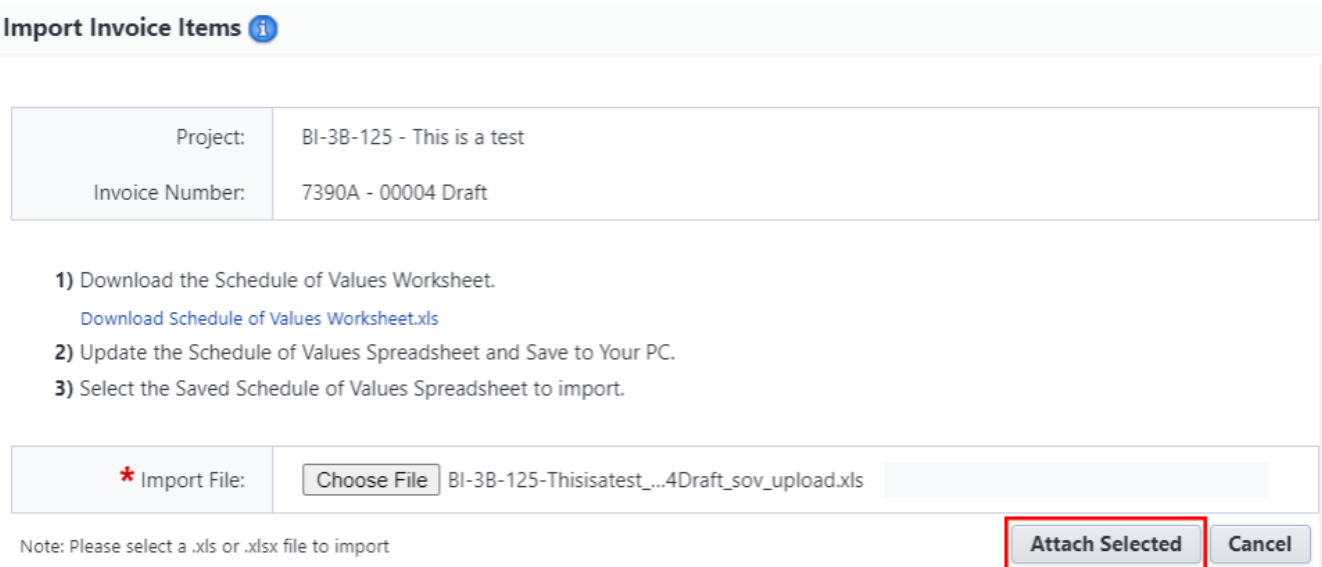 Import Invoice Items
Project: BI-3B-125 - This is a test
Invoice Number: 7390A - 00004 Draft
1) Download the Schedule of Values Worksheet.
Download Schedule of Values Worksheet.xls
2) Update the Schedule of Values Spreadsheet and Save to Your PC.
3) Select the Saved Schedule of Values Spreadsheet to import.
* Import File: Choose File BI-3B-125-Thisisatest_...4Draft_sov_upload.xls
Note: Please select a .xls or .xlsx file to import Attach Selected Cancel